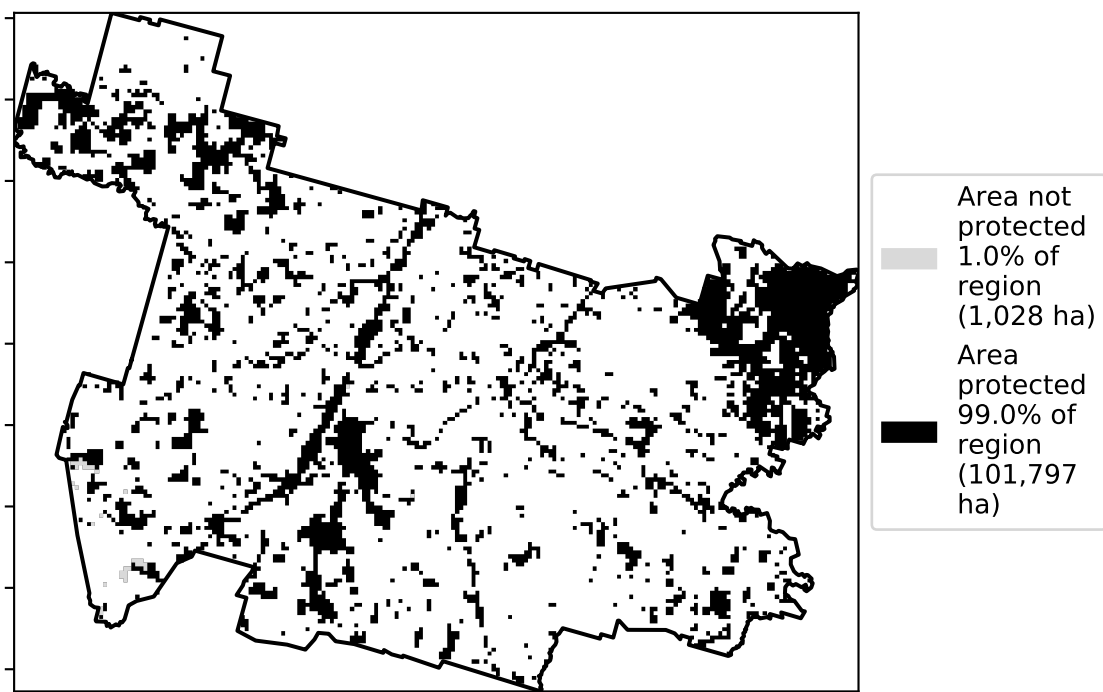 Area not
protected
1.0% of
region
(1,028 ha)
Area
protected
99.0% of
region
(101,797
ha)